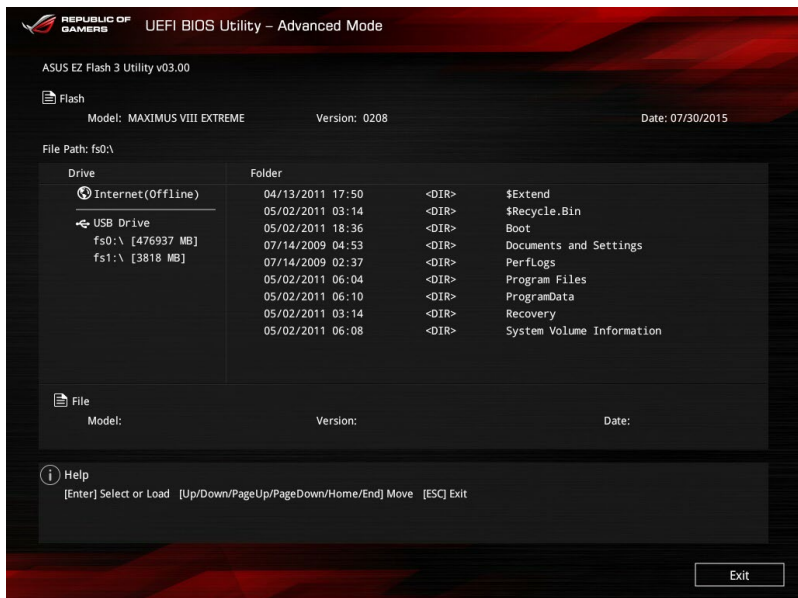 REPUBLIC OF GAMERS UEFI BIOS Utility – Advanced Mode
ASUS EZ Flash 3 Utility v03.00
Flash
Model: MAXIMUS VIII EXTREME Version: 0208 Date: 07/30/2015
File Path: fs0:\
Drive Folder
Internet(Offline)
USB Drive
fs0:\ [476937 MB]
fs1:\ [3818 MB]
04/13/2011 17:50 <DIR> $Extend
05/02/2011 03:14 <DIR> $Recycle.Bin
05/02/2011 18:36 <DIR> Boot
07/14/2009 04:53 <DIR> Documents and Settings
07/14/2009 02:37 <DIR> PerfLogs
05/02/2011 06:04 <DIR> Program Files
05/02/2011 06:10 <DIR> ProgramData
05/02/2011 03:14 <DIR> Recovery
05/02/2011 06:08 <DIR> System Volume Information
File
Model: Version: Date:
Help
[Enter] Select or Load [Up/Down/PageUp/PageDown/Home/End] Move [ESC] Exit
Exit